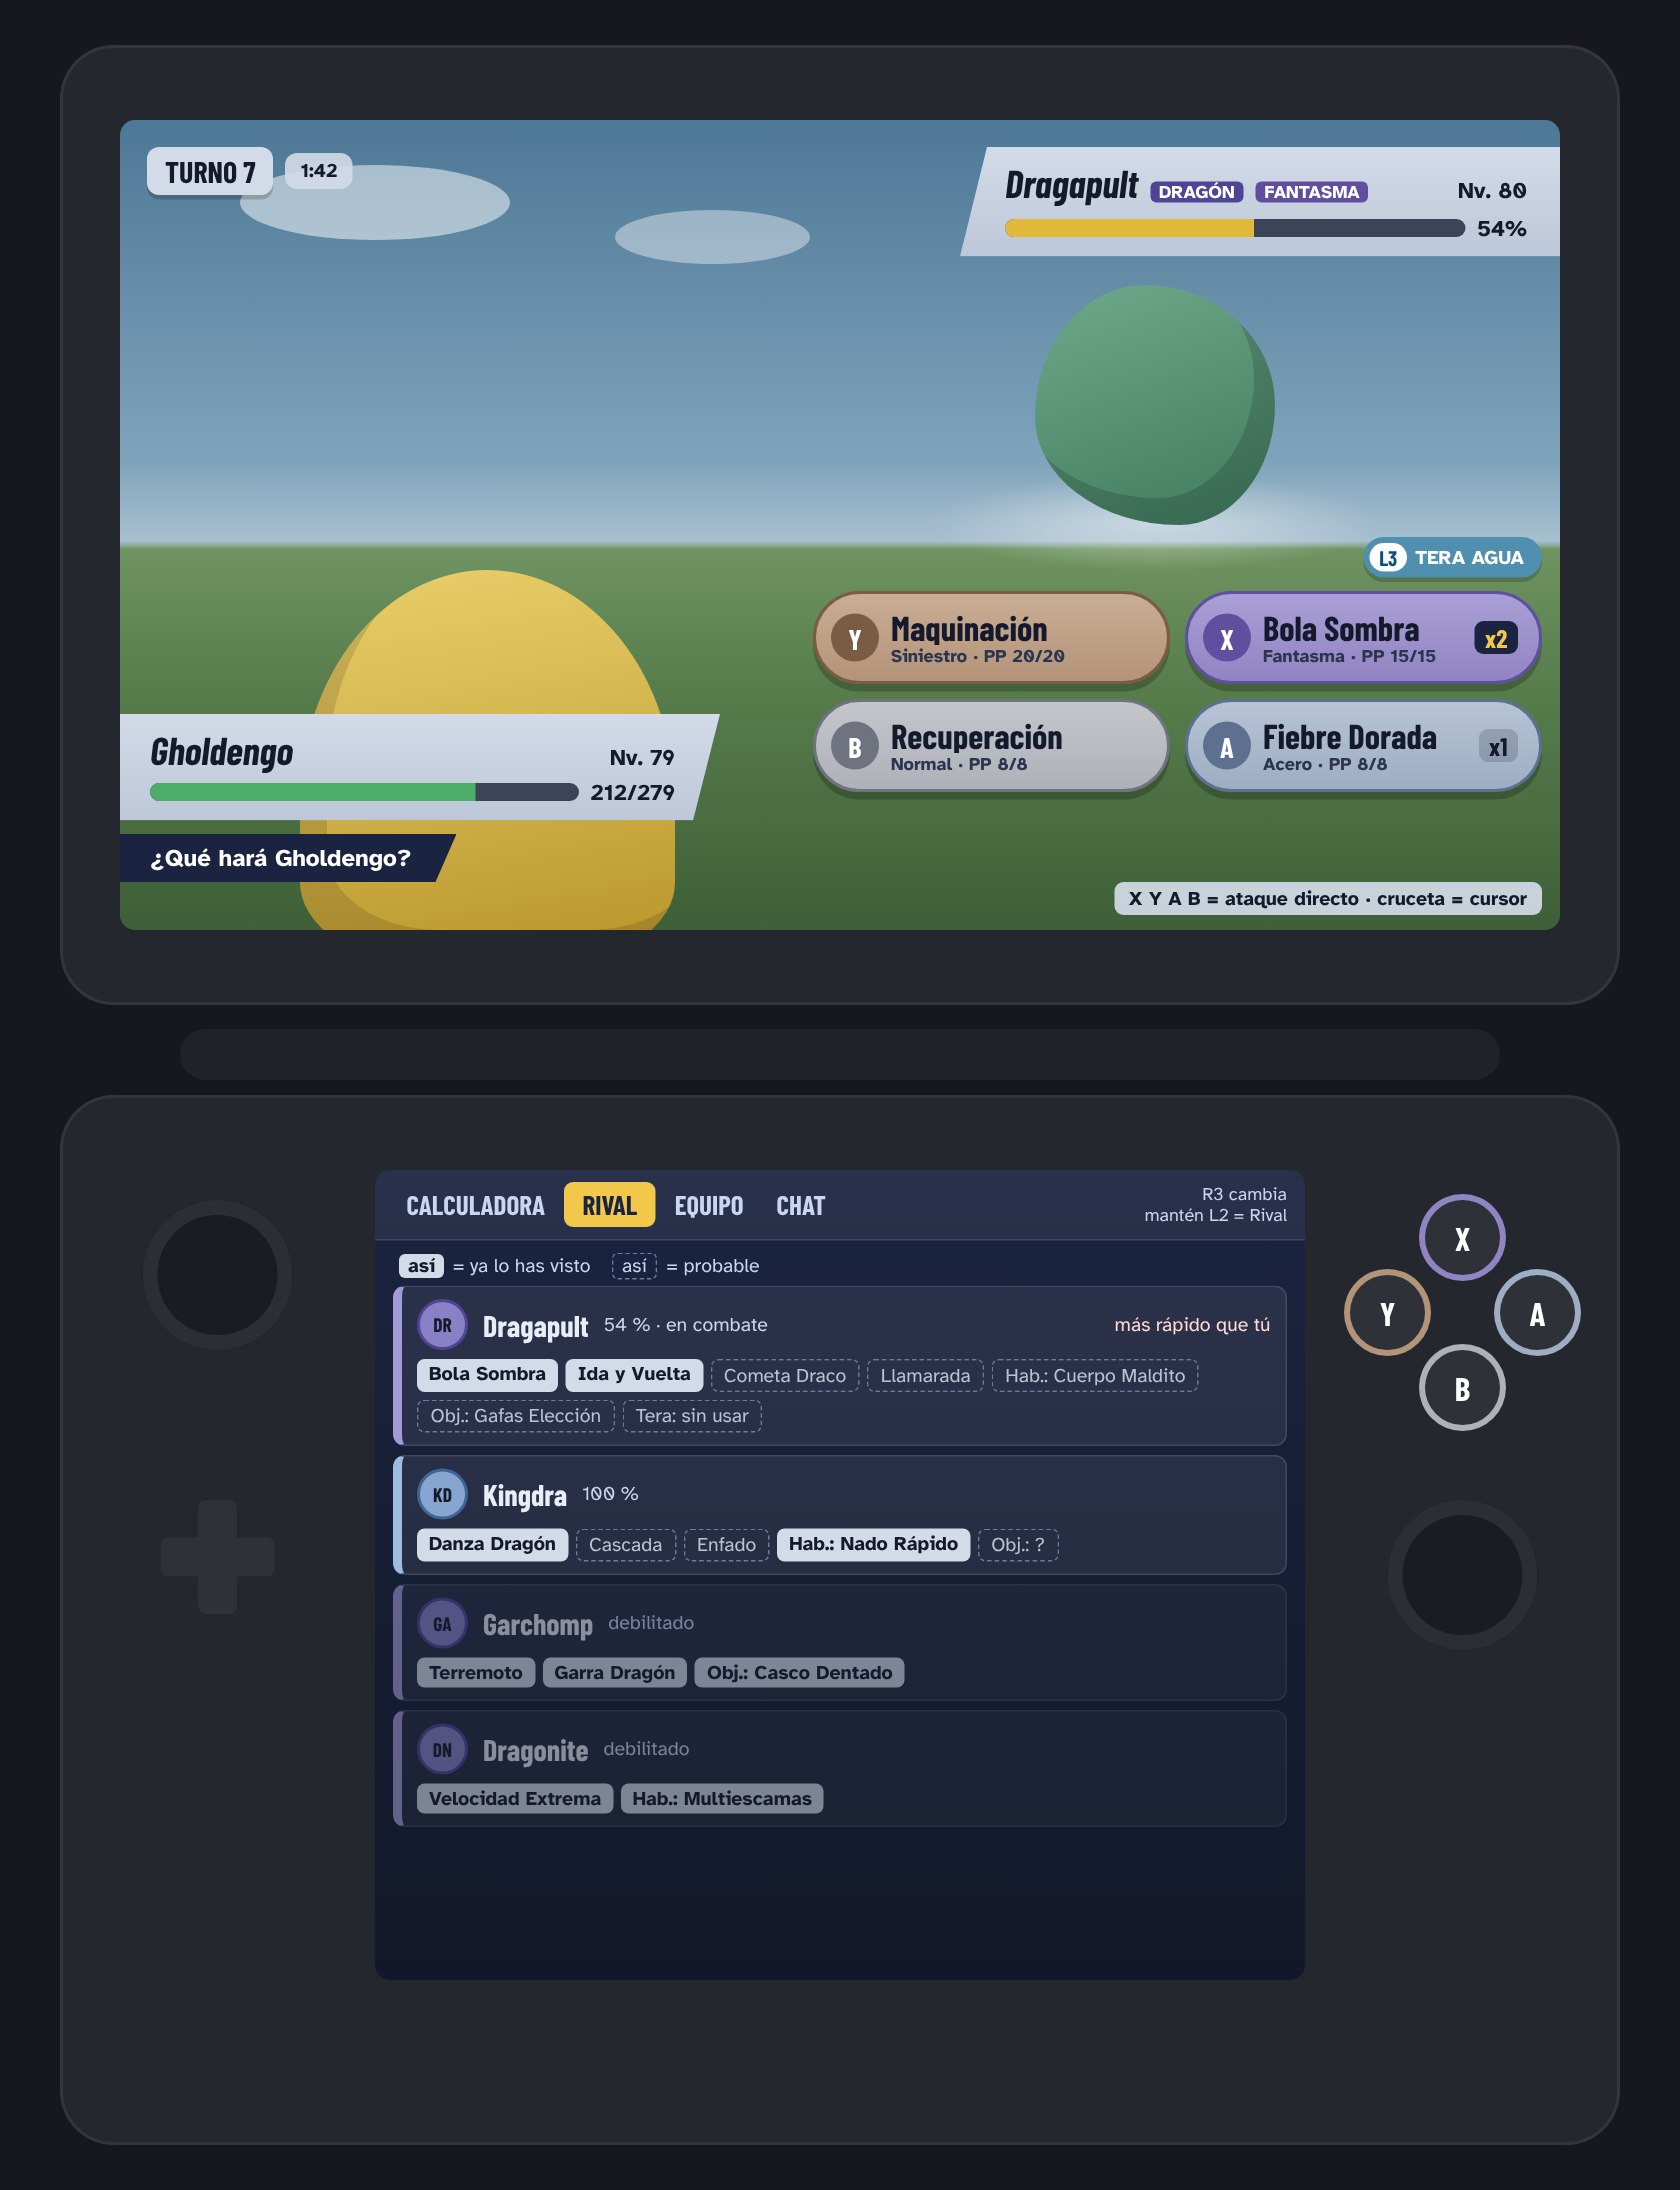 TURNO 7
1:42
Dragapult DRAGÓN FANTASMA Nv. 80
54%
L3 TERA AGUA
Y Maquinación
Siniestro · PP 20/20
X Bola Sombra x2
Fantasma · PP 15/15
B Recuperación
Normal · PP 8/8
A Fiebre Dorada x1
Acero · PP 8/8
Gholdengo Nv. 79
212/279
¿Qué hará Gholdengo?
X Y A B = ataque directo · cruceta = cursor
CALCULADORA RIVAL EQUIPO CHAT
R3 cambia
mantén L2 = Rival
así = ya lo has visto así = probable
DR Dragapult 54 % · en combate más rápido que tú
Bola Sombra Ida y Vuelta Cometa Draco Llamarada Hab.: Cuerpo Maldito
Obj.: Gafas Elección Tera: sin usar
KD Kingdra 100 %
Danza Dragón Cascada Enfado Hab.: Nado Rápido Obj.: ?
GA Garchomp debilitado
Terremoto Garra Dragón Obj.: Casco Dentado
DN Dragonite debilitado
Velocidad Extrema Hab.: Multiescamas
X
Y A
B